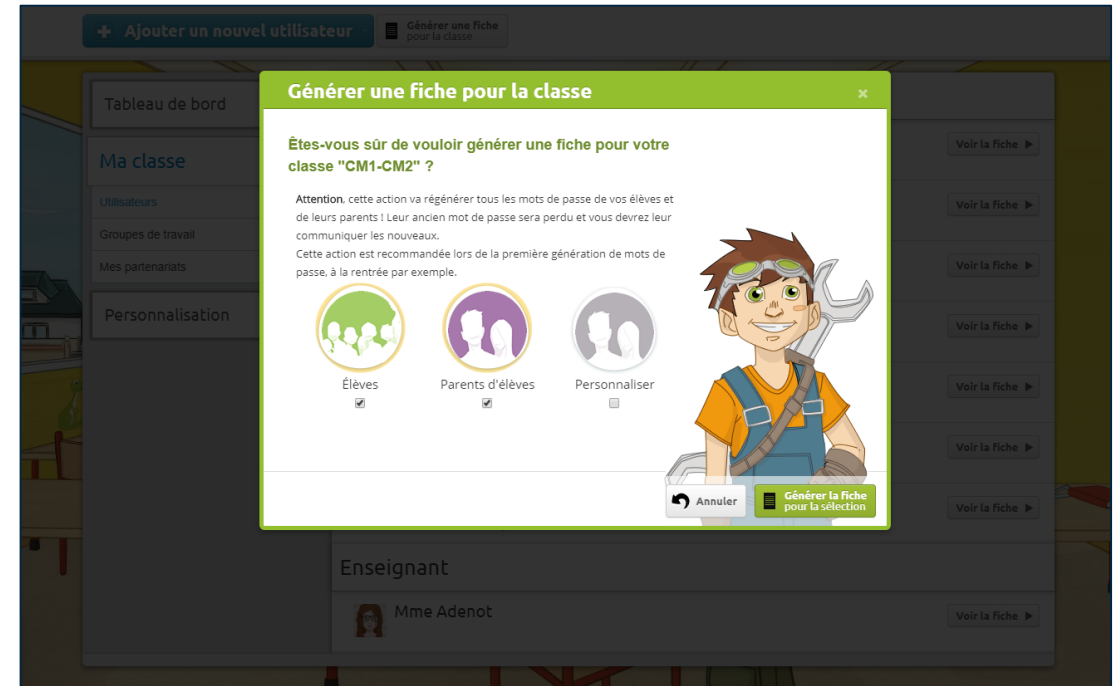 + Ajouter un nouvel utilisateur
Générer une fiche
pour la classe
Tableau de bord
Ma classe
Utilisateurs
Groupes de travail
Mes partenariats
Personnalisation
Générer une fiche pour la classe ×
Êtes-vous sûr de vouloir générer une fiche pour votre
classe "CM1-CM2" ?
Attention, cette action va régénérer tous les mots de passe de vos élèves et
de leurs parents ! Leur ancien mot de passe sera perdu et vous devrez leur
communiquer les nouveaux.
Cette action est recommandée lors de la première génération de mots de
passe, à la rentrée par exemple.
Élèves
Parents d'élèves
Personnaliser
Annuler
Générer la fiche
pour la sélection
Voir la fiche
Voir la fiche
Voir la fiche
Voir la fiche
Voir la fiche
Voir la fiche
Voir la fiche
Enseignant
Mme Adenot
Voir la fiche